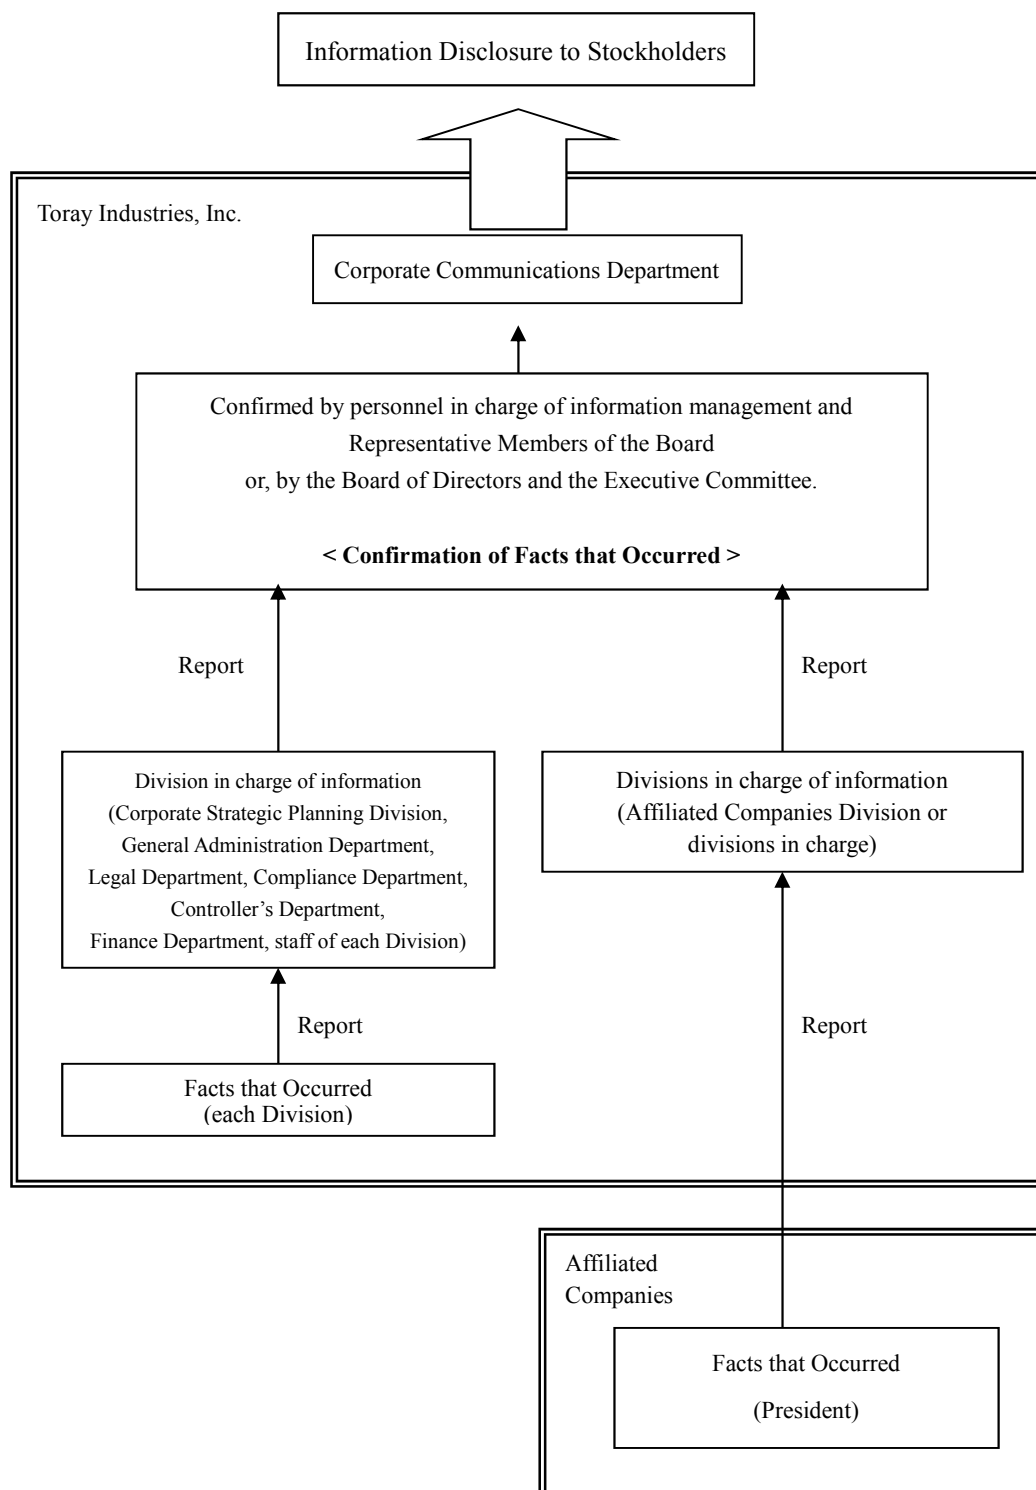 Information Disclosure to Stockholders
Toray Industries, Inc.
Corporate Communications Department
Confirmed by personnel in charge of information management and
Representative Members of the Board
or, by the Board of Directors and the Executive Committee.
< Confirmation of Facts that Occurred >
Report
Report
Division in charge of information
(Corporate Strategic Planning Division,
General Administration Department,
Legal Department, Compliance Department,
Controller’s Department,
Finance Department, staff of each Division)
Divisions in charge of information
(Affiliated Companies Division or
divisions in charge)
Report
Report
Facts that Occurred
(each Division)
Affiliated
Companies
Facts that Occurred
(President)